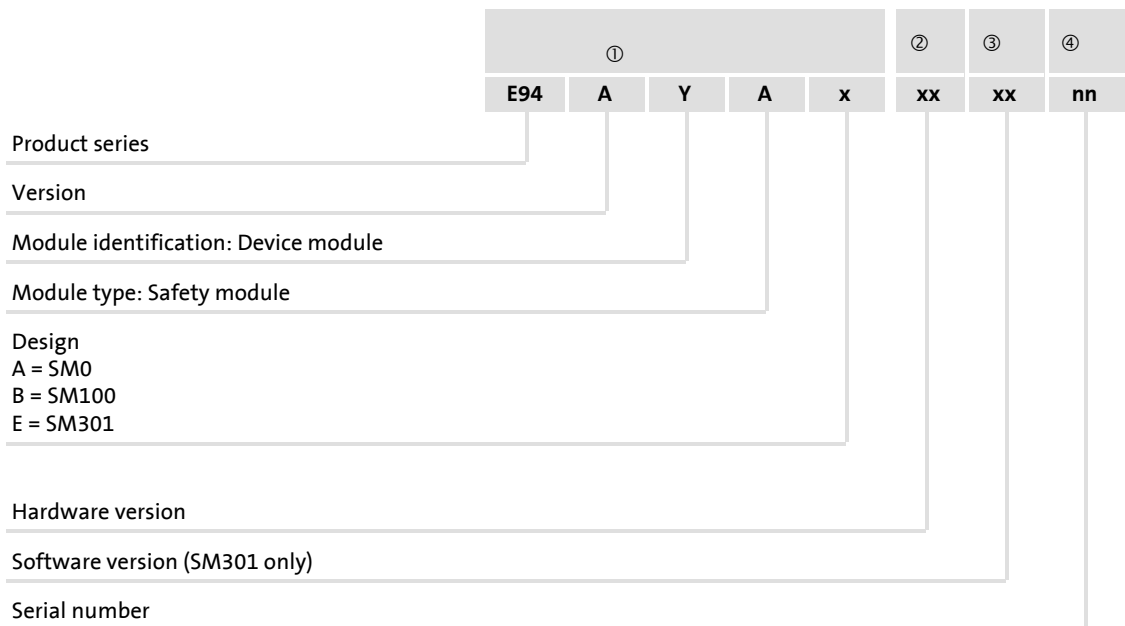 ① ② ③ ④
E94 A Y A x xx xx nn
Product series
Version
Module identification: Device module
Module type: Safety module
Design
A = SM0
B = SM100
E = SM301
Hardware version
Software version (SM301 only)
Serial number